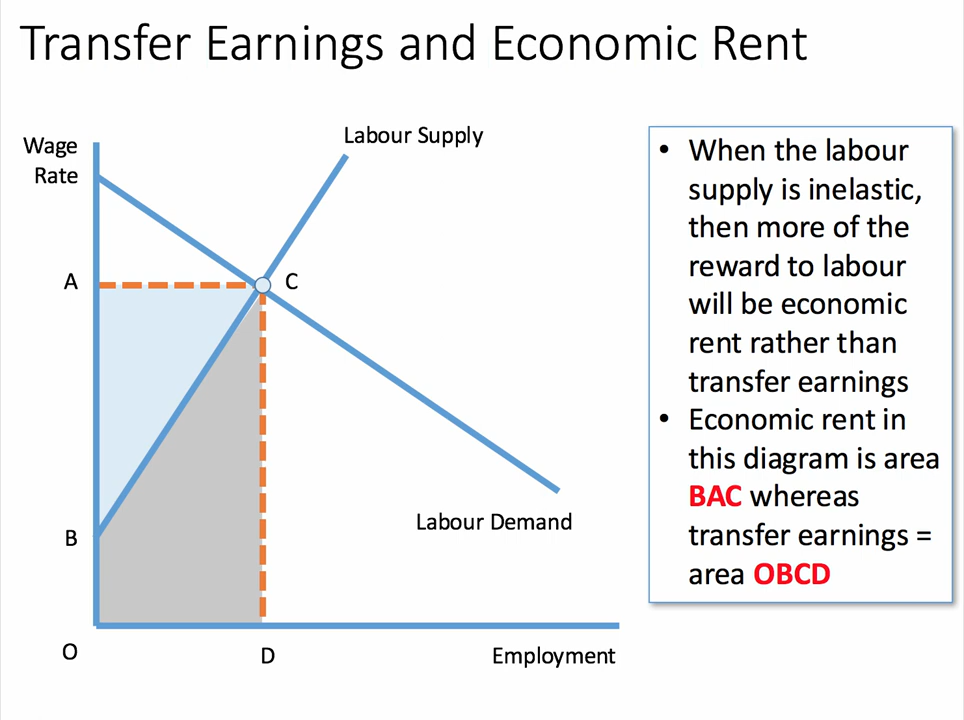 Transfer Earnings and Economic Rent
Wage
Rate
Labour Supply
A
C
B
Labour Demand
O
D
Employment
• When the labour
supply is inelastic,
then more of the
reward to labour
will be economic
rent rather than
transfer earnings
• Economic rent in
this diagram is area
BAC whereas
transfer earnings =
area OBCD